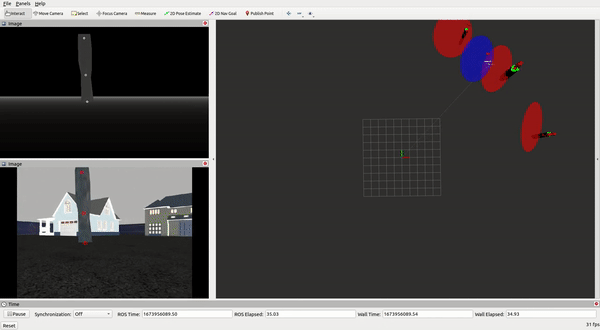 File Panels Help
Interact Move Camera Select Focus Camera Measure 2D Pose Estimate 2D Nav Goal Publish Point
Image
Image
Time
Pause Synchronization: Off ROS Time: 1673956089.50 ROS Elapsed: 35.03 Wall Time: 1673956089.54 Wall Elapsed: 34.93
Reset 31 fps